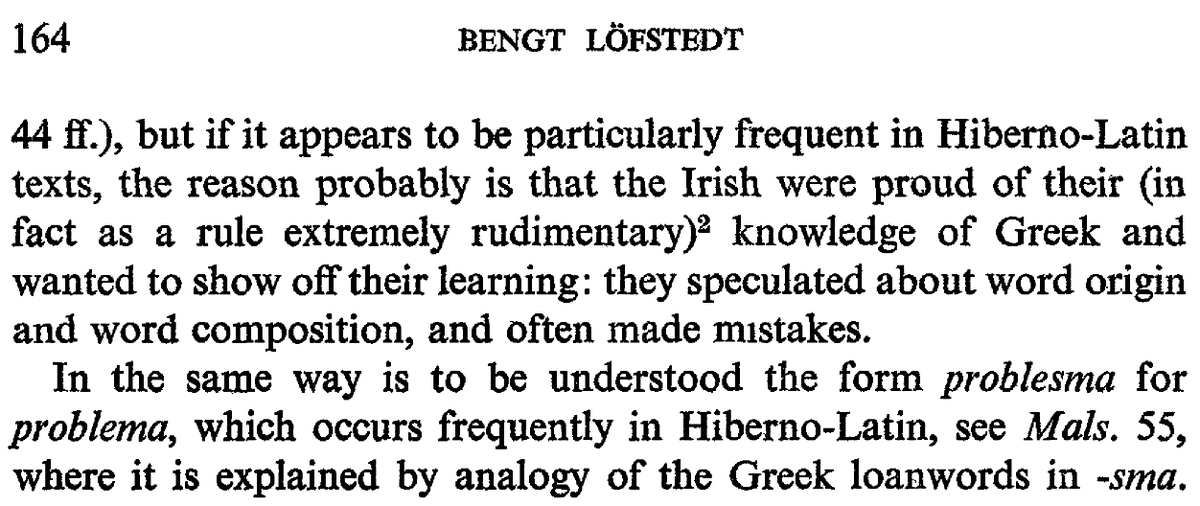 164 BENGT LÖFSTEDT
44 ff.), but if it appears to be particularly frequent in Hiberno-Latin
texts, the reason probably is that the Irish were proud of their (in
fact as a rule extremely rudimentary)² knowledge of Greek and
wanted to show off their learning: they speculated about word origin
and word composition, and often made mistakes.
In the same way is to be understood the form problesma for
problema, which occurs frequently in Hiberno-Latin, see Mals. 55,
where it is explained by analogy of the Greek loanwords in -sma.